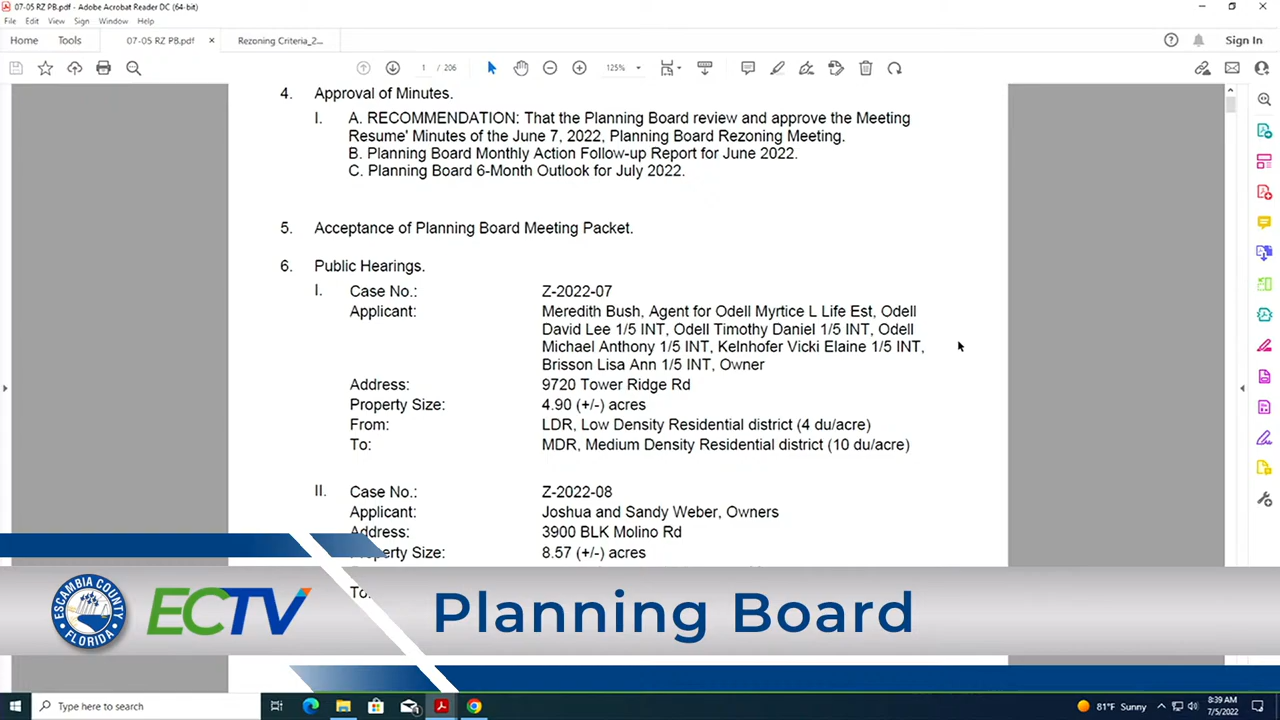 07-05 RZ PB.pdf - Adobe Acrobat Reader DC (64-bit)
File Edit View Sign Window Help
Home Tools 07-05 RZ PB.pdf × Rezoning Criteria_2... Sign In
1 / 206 125%
4. Approval of Minutes.
I. A. RECOMMENDATION: That the Planning Board review and approve the Meeting
Resume' Minutes of the June 7, 2022, Planning Board Rezoning Meeting.
B. Planning Board Monthly Action Follow-up Report for June 2022.
C. Planning Board 6-Month Outlook for July 2022.
5. Acceptance of Planning Board Meeting Packet.
6. Public Hearings.
I. Case No.: Z-2022-07
Applicant: Meredith Bush, Agent for Odell Myrtice L Life Est, Odell
David Lee 1/5 INT, Odell Timothy Daniel 1/5 INT, Odell
Michael Anthony 1/5 INT, Kelnhofer Vicki Elaine 1/5 INT,
Brisson Lisa Ann 1/5 INT, Owner
Address: 9720 Tower Ridge Rd
Property Size: 4.90 (+/-) acres
From: LDR, Low Density Residential district (4 du/acre)
To: MDR, Medium Density Residential district (10 du/acre)
II. Case No.: Z-2022-08
Applicant: Joshua and Sandy Weber, Owners
Address: 3900 BLK Molino Rd
Property Size: 8.57 (+/-) acres
To:
ESCAMBIA COUNTY
FLORIDA
ECTV
Planning Board
Type here to search
81°F Sunny
8:39 AM
7/5/2022